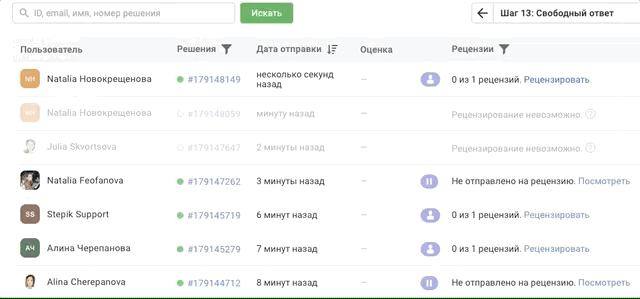 ID, email, имя, номер решения
Искать
Шаг 13: Свободный ответ
Пользователь Решения Дата отправки Оценка Рецензии
NH Natalia Новокрещенова #179148149 несколько секунд назад – 0 из 1 рецензий. Рецензировать
NH Natalia Новокрещенова #179148059 минуту назад – Рецензирование невозможно. ?
Julia Skvortsova #179147647 2 минуты назад – Рецензирование невозможно. ?
Natalia Feofanova #179147262 3 минуты назад – Не отправлено на рецензию. Посмотреть
SS Stepik Support #179145719 6 минут назад – 0 из 1 рецензий. Рецензировать
АЧ Алина Черепанова #179145279 7 минут назад – 0 из 1 рецензий. Рецензировать
Alina Cherepanova #179144712 8 минут назад – Не отправлено на рецензию. Посмотреть